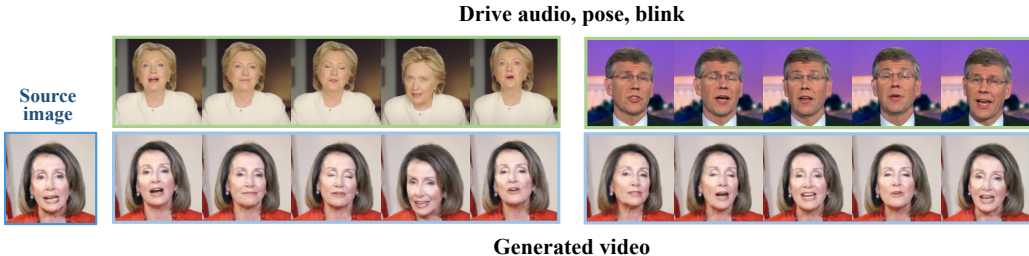 Drive audio, pose, blink
Source
image
Generated video